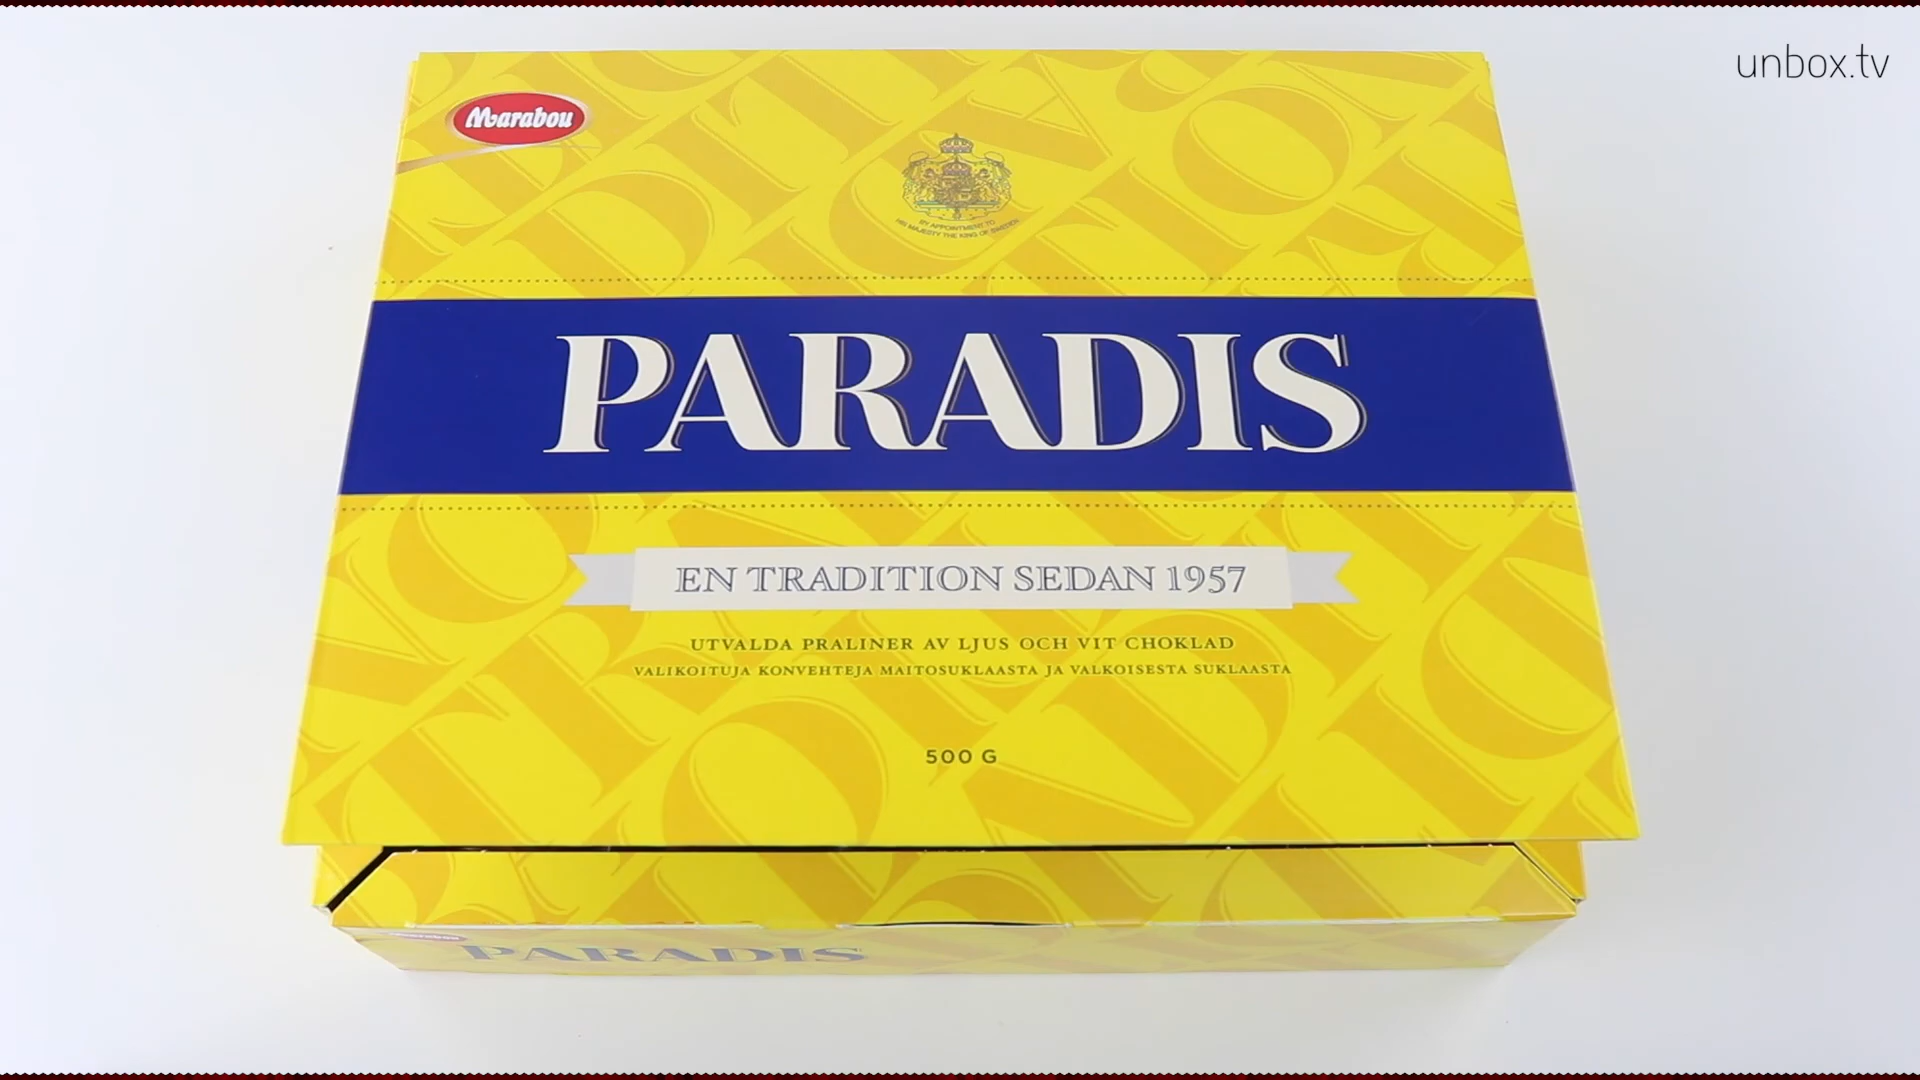 unbox.tv
Marabou
BY APPOINTMENT TO
HIS MAJESTY THE KING OF SWEDEN
PARADIS
EN TRADITION SEDAN 1957
UTVALDA PRALINER AV LJUS OCH VIT CHOKLAD
VALIKOITUJA KONVEHTEJA MAITOSUKLAASTA JA VALKOISESTA SUKLAASTA
500 G
Marabou
PARADIS